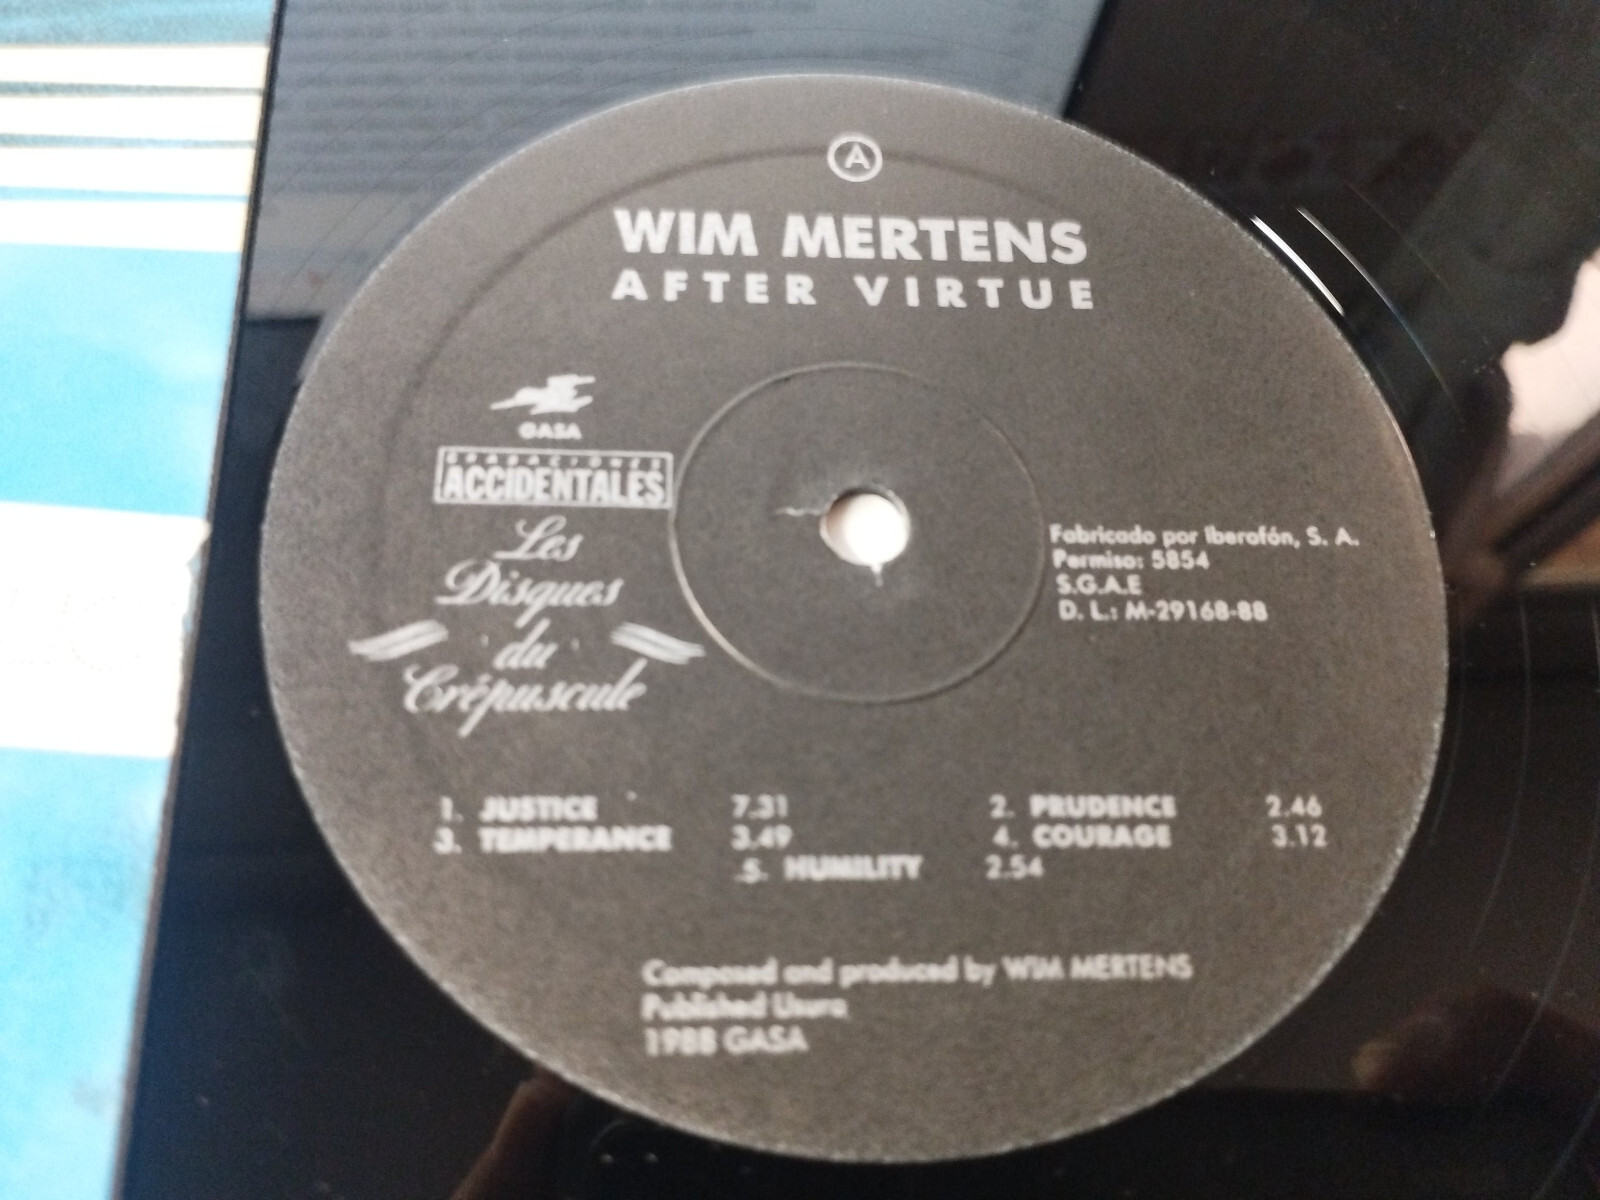 A
WIM MERTENS
AFTER VIRTUE
GASA
GRABACIONES
ACCIDENTALES
Les
Disques
du
Crépuscule
Fabricado por Iberofón, S. A.
Permiso: 5854
S.G.A.E
D. L.: M-29168-88
1. JUSTICE 7.31 2. PRUDENCE 2.46
3. TEMPERANCE 3.49 4. COURAGE 3.12
5. HUMILITY 2.54
Composed and produced by WIM MERTENS
Published Usura
1988 GASA